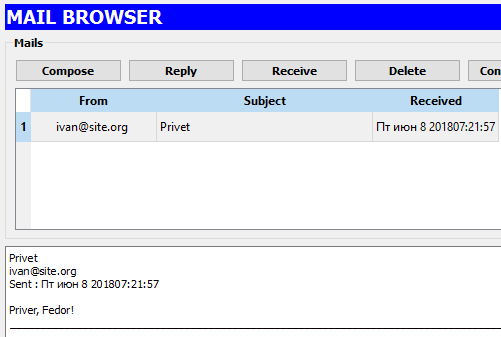 MAIL BROWSER
Mails
Compose Reply Receive Delete Con
From Subject Received
1 ivan@site.org Privet Пт июн 8 201807:21:57
Privet
ivan@site.org
Sent : Пт июн 8 201807:21:57
Priver, Fedor!